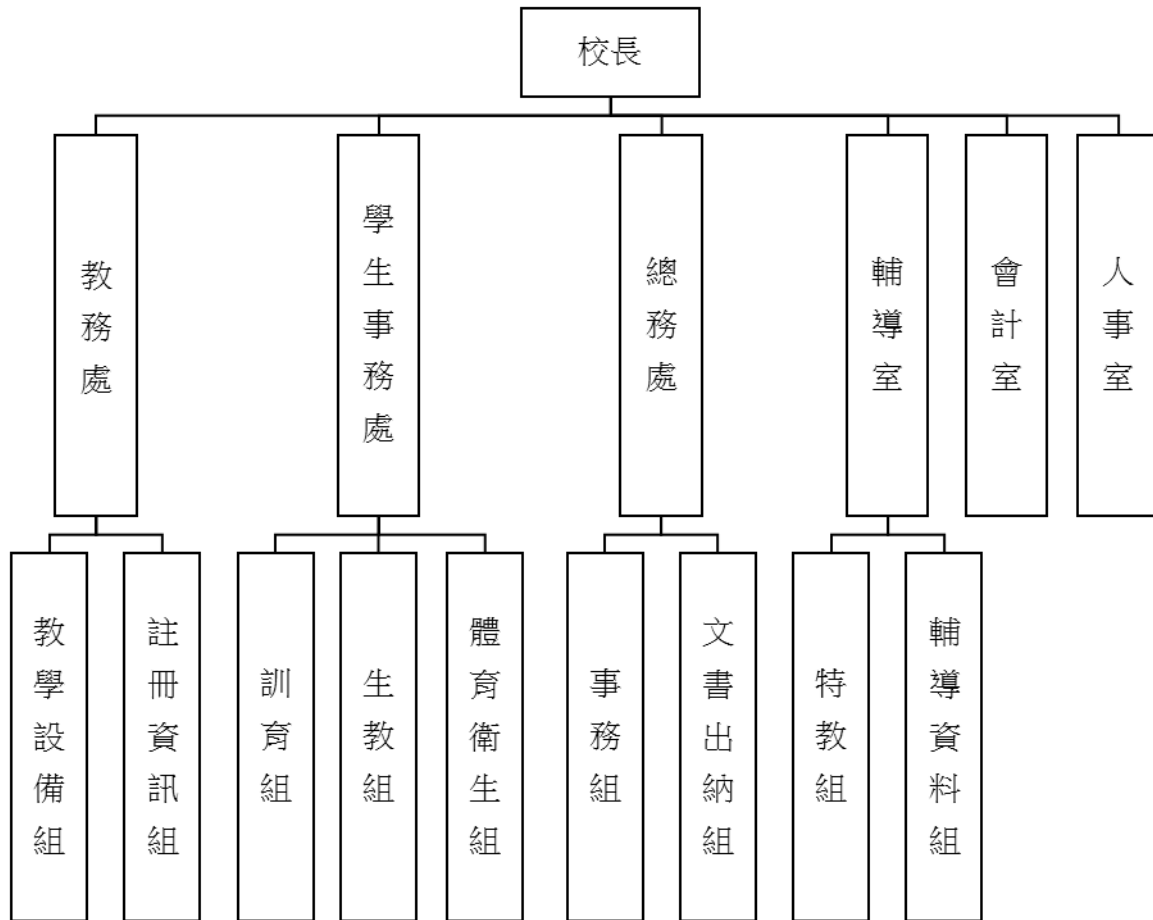 校長
教務處
學生事務處
總務處
輔導室
會計室
人事室
教學設備組
註冊資訊組
訓育組
生教組
體育衛生組
事務組
文書出納組
特教組
輔導資料組